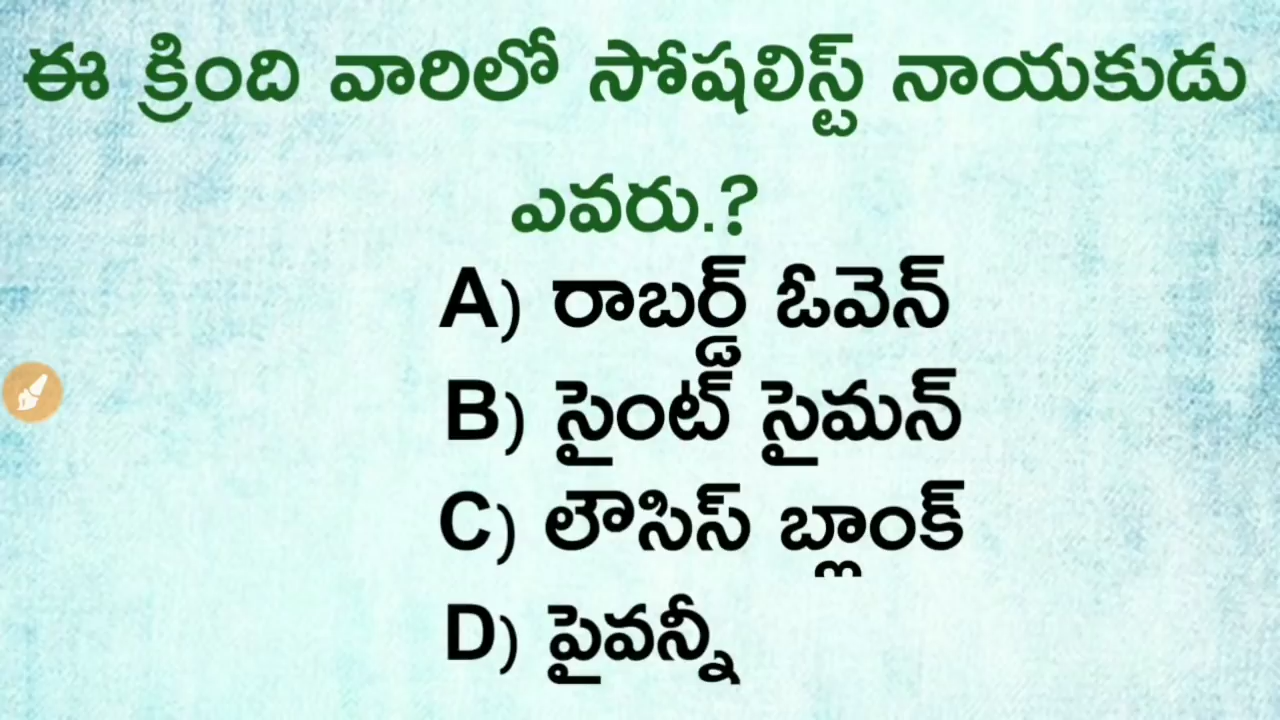 ఈ క్రింది వారిలో సోషలిస్ట్ నాయకుడు
ఎవరు.?
A) రాబర్డ్ ఓవెన్
B) సైంట్ సైమన్
C) లౌసిస్ బ్లాంక్
D) పైవన్నీ